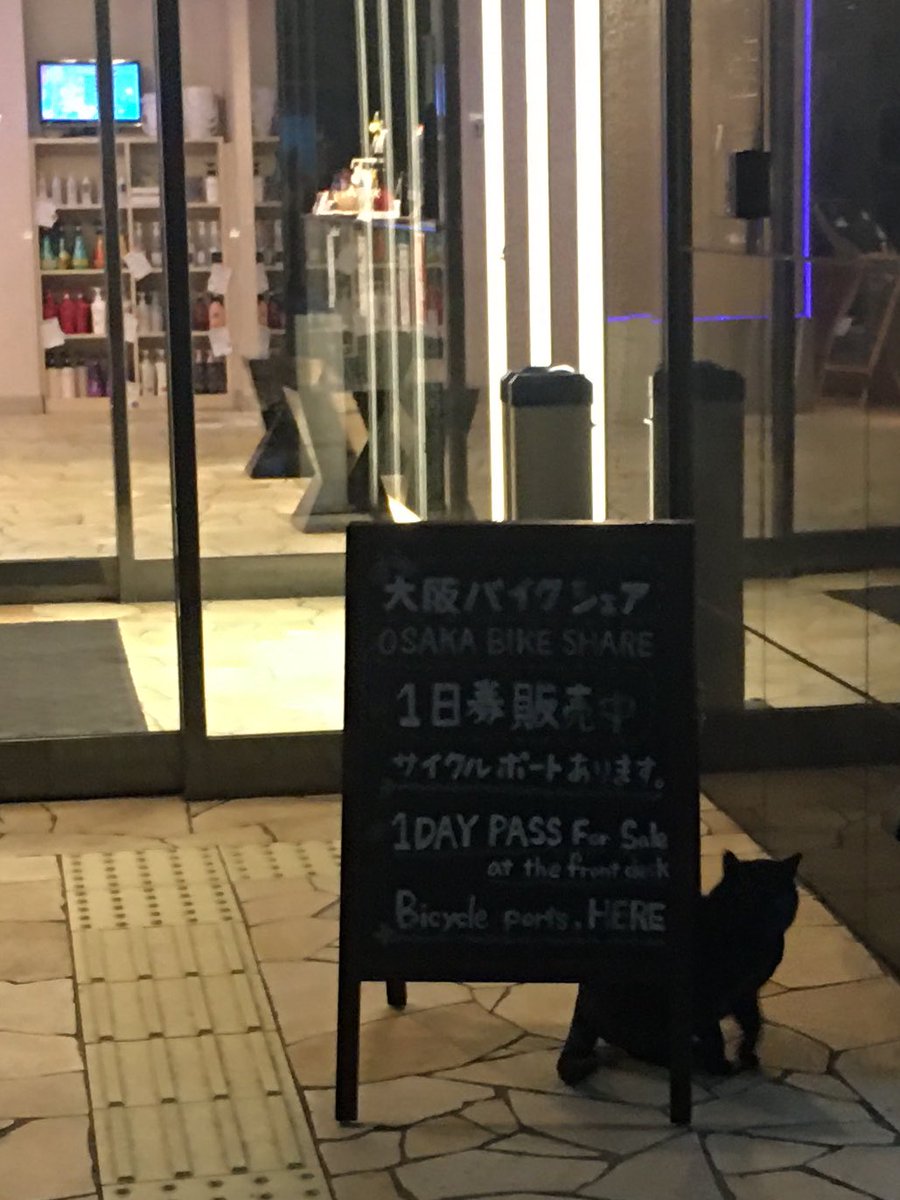 大阪バイクシェア
OSAKA BIKE SHARE
1日券販売中
サイクルポートあります。
1DAY PASS For Sale
at the front desk
Bicycle ports. HERE